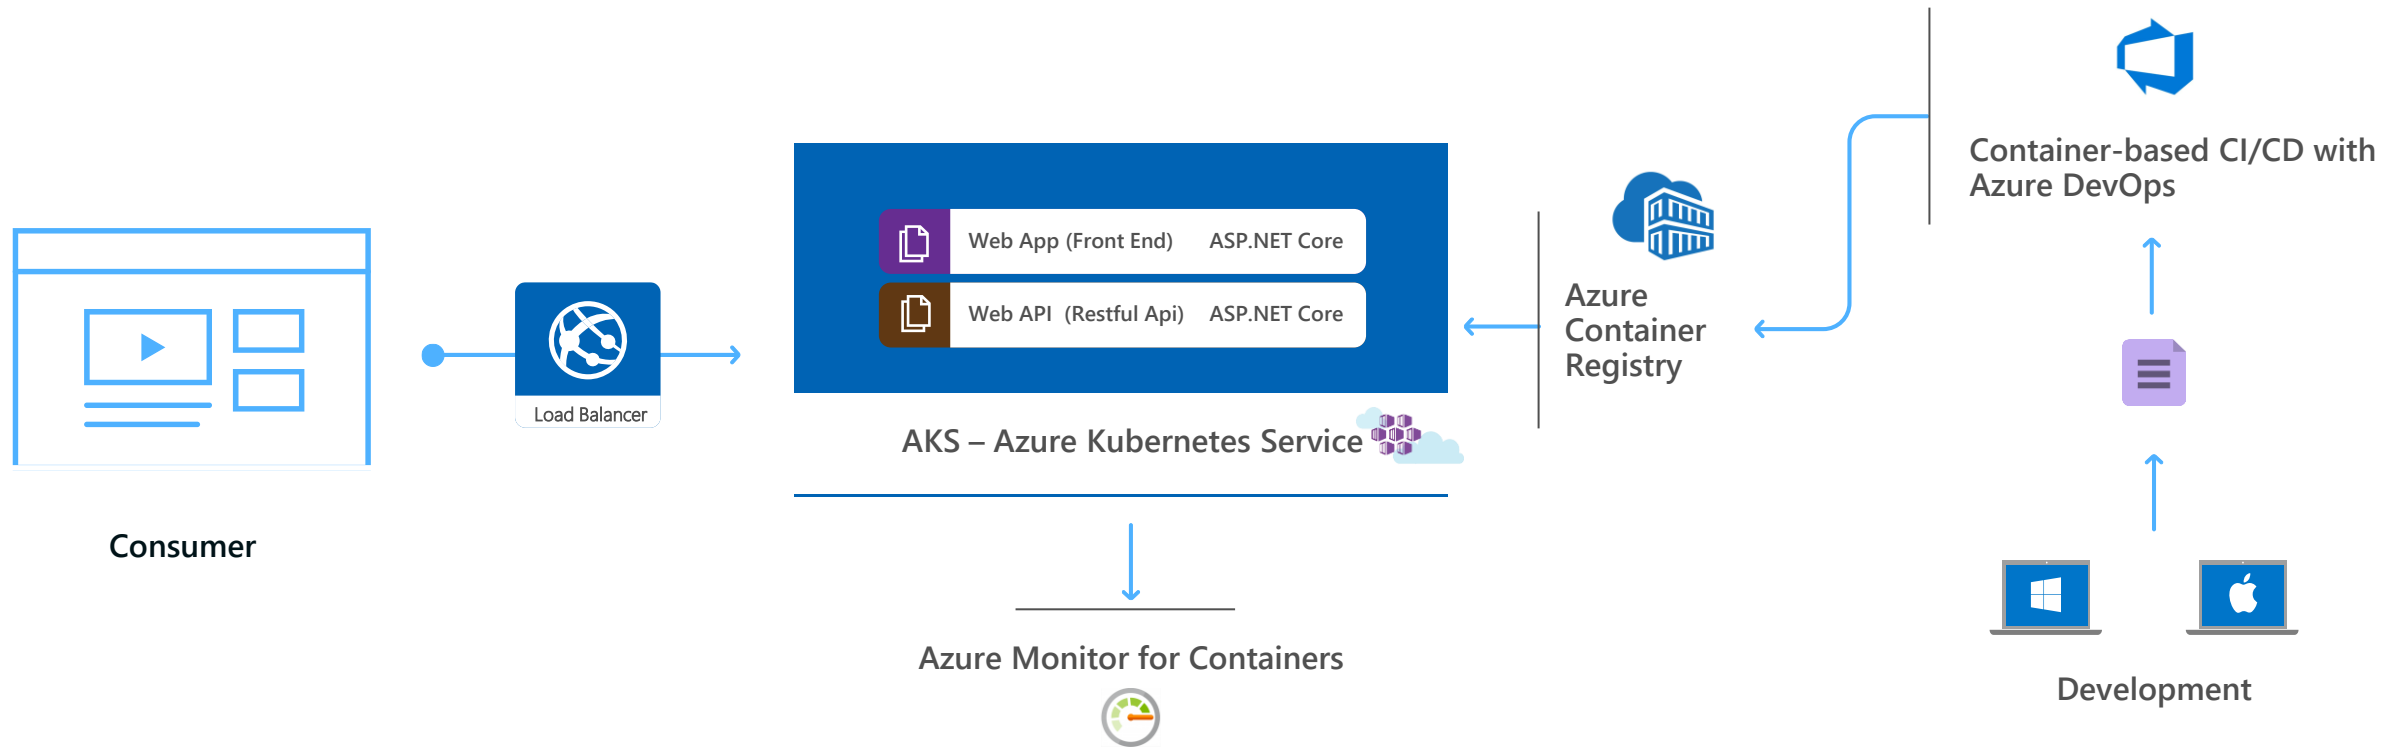 Container-based CI/CD with
Azure DevOps
Web App (Front End) ASP.NET Core
Web API (Restful Api) ASP.NET Core
Azure
Container
Registry
Load Balancer
AKS – Azure Kubernetes Service
Consumer
Azure Monitor for Containers
Development